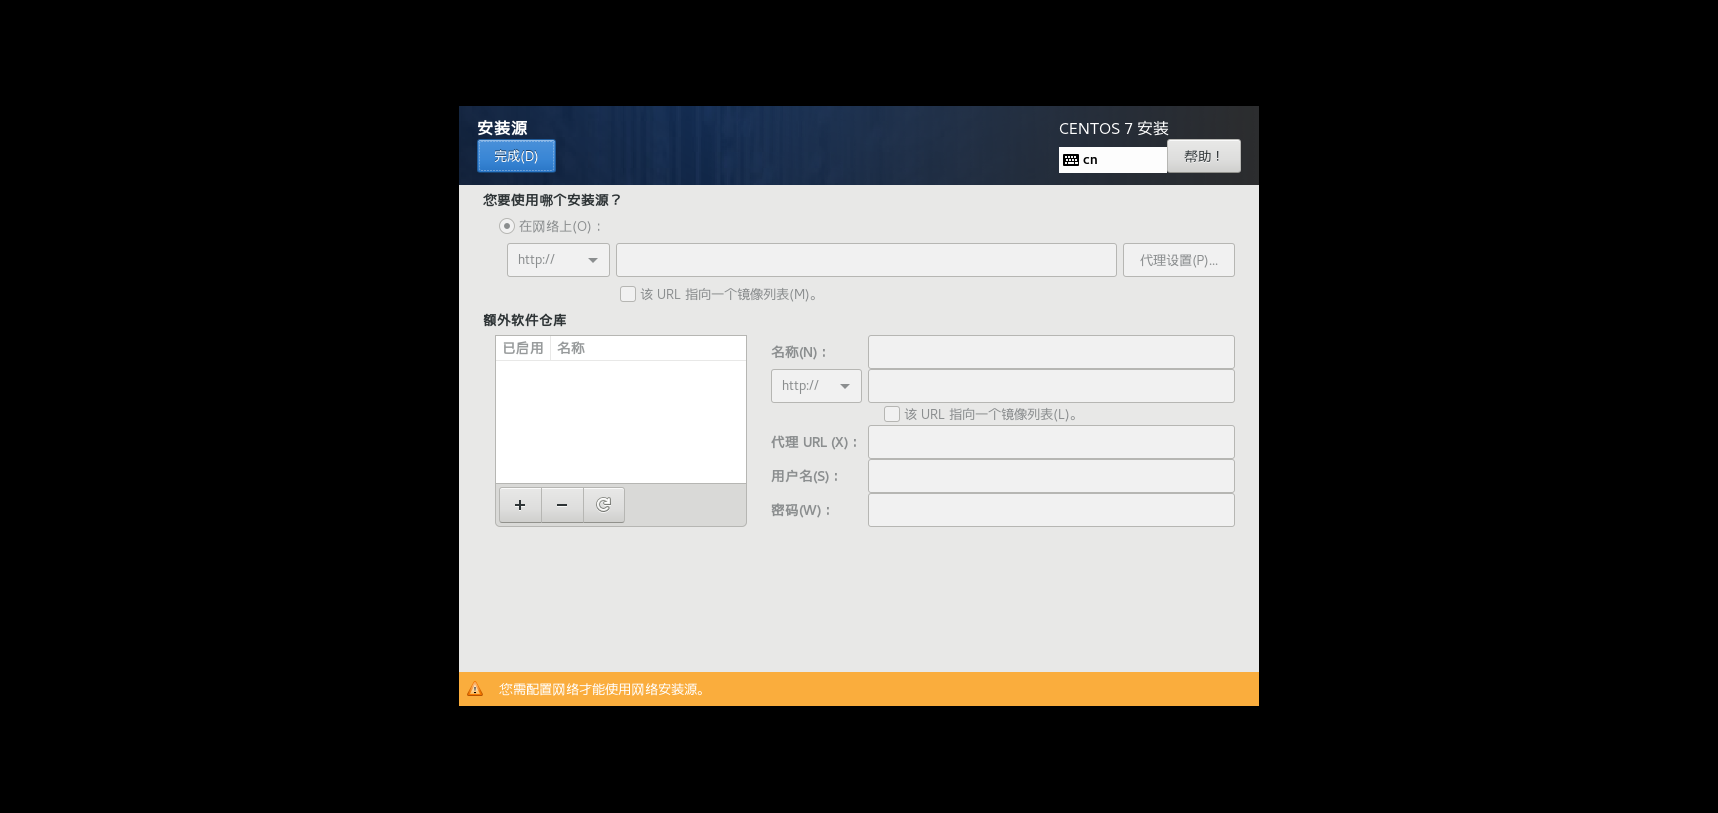 安装源
CENTOS 7 安装
完成(D)
cn
帮助！
您要使用哪个安装源？
在网络上(O)：
http://
代理设置(P)...
该 URL 指向一个镜像列表(M)。
额外软件仓库
已启用 名称
名称(N)：
http://
该 URL 指向一个镜像列表(L)。
代理 URL (X)：
用户名(S)：
密码(W)：
您需配置网络才能使用网络安装源。